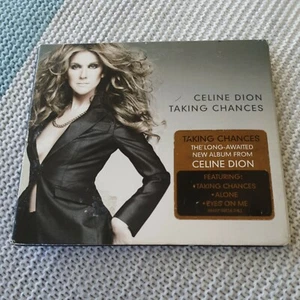 CELINE DION
TAKING CHANCES
TAKING CHANCES
THE LONG-AWAITED
NEW ALBUM FROM
CELINE DION
FEATURING:
•TAKING CHANCES
•ALONE
•EYES ON ME